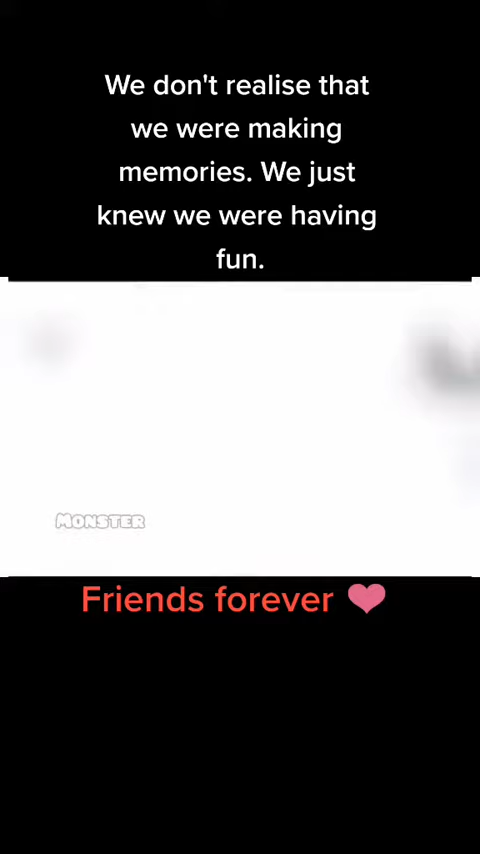 We don't realise that
we were making
memories. We just
knew we were having
fun.
MONSTER
Friends forever ❤